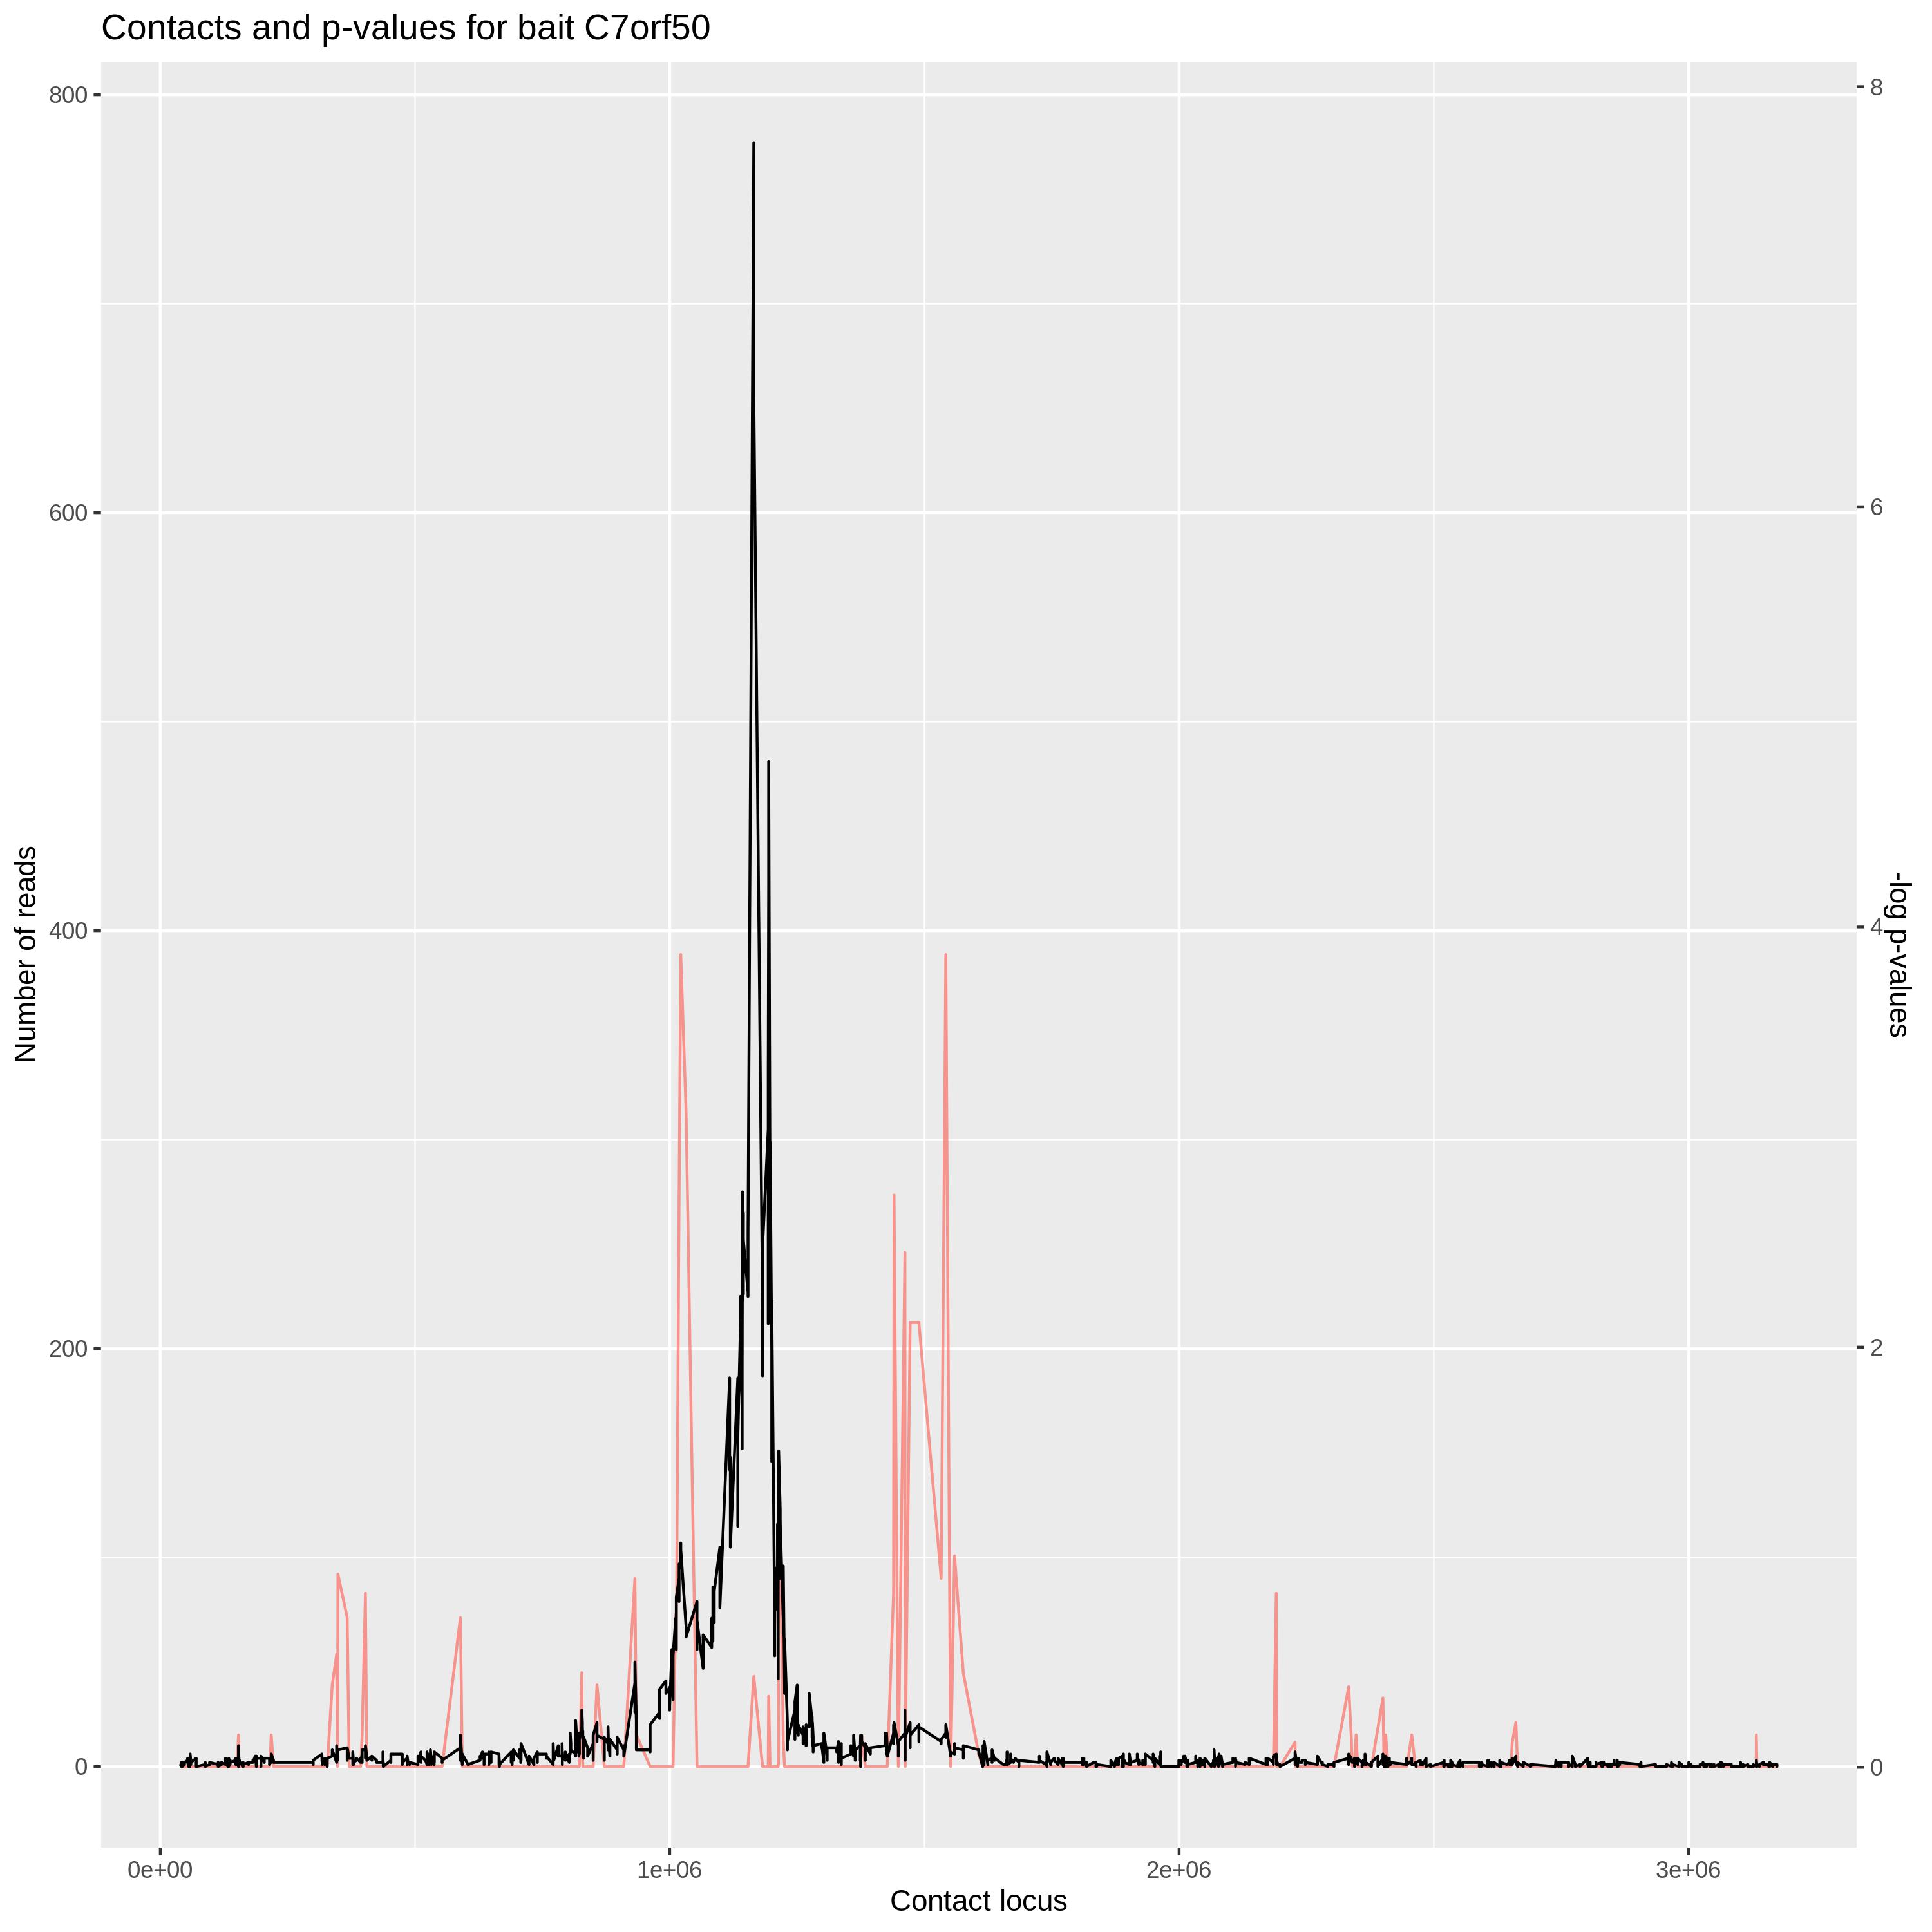 Contacts and p-values for bait C7orf50
800
600
400
200
0
Number of reads
8
6
4
2
0
-log p-values
0e+00
1e+06
2e+06
3e+06
Contact locus